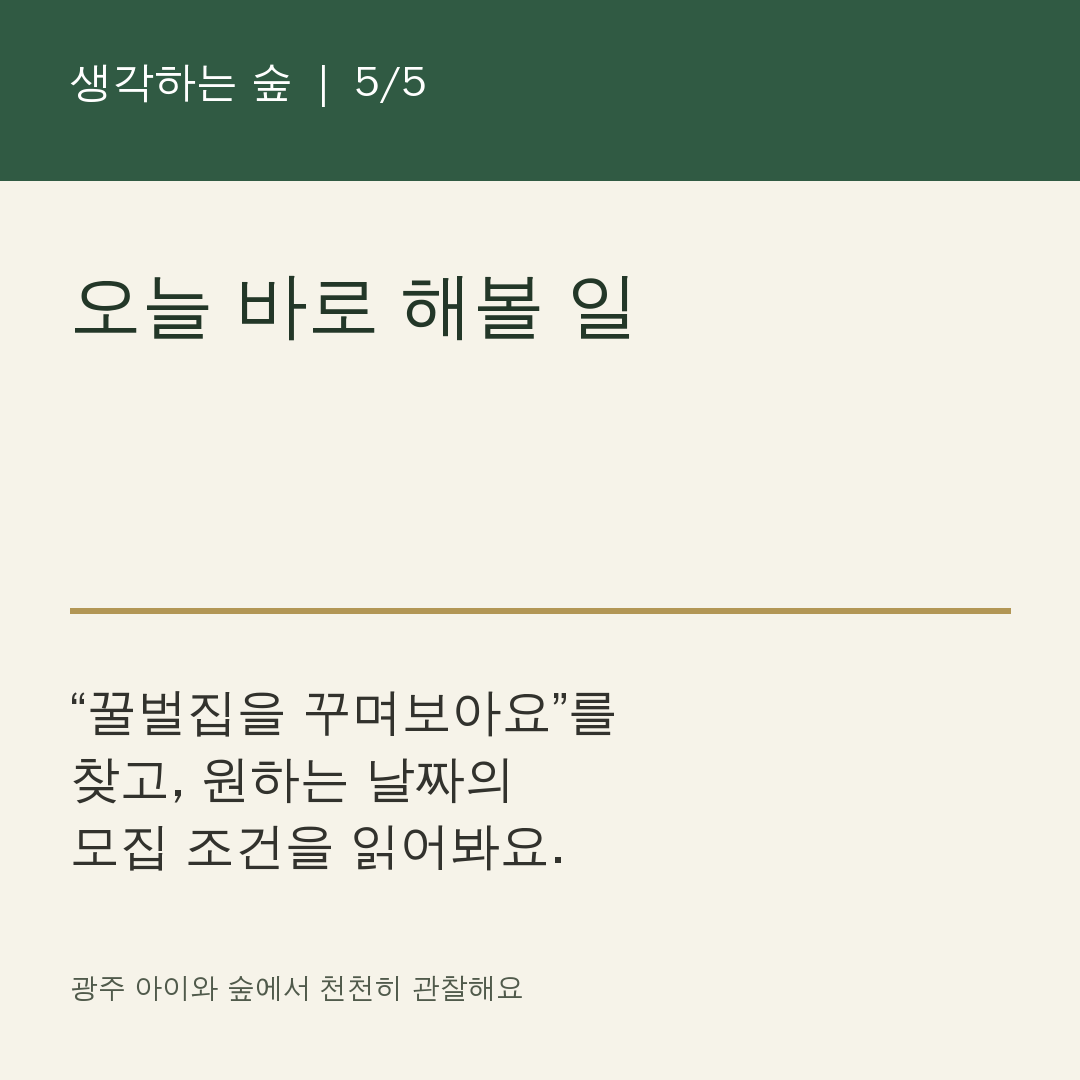 생각하는 숲 | 5/5
오늘 바로 해볼 일
“꿀벌집을 꾸며보아요”를
찾고, 원하는 날짜의
모집 조건을 읽어봐요.
광주 아이와 숲에서 천천히 관찰해요